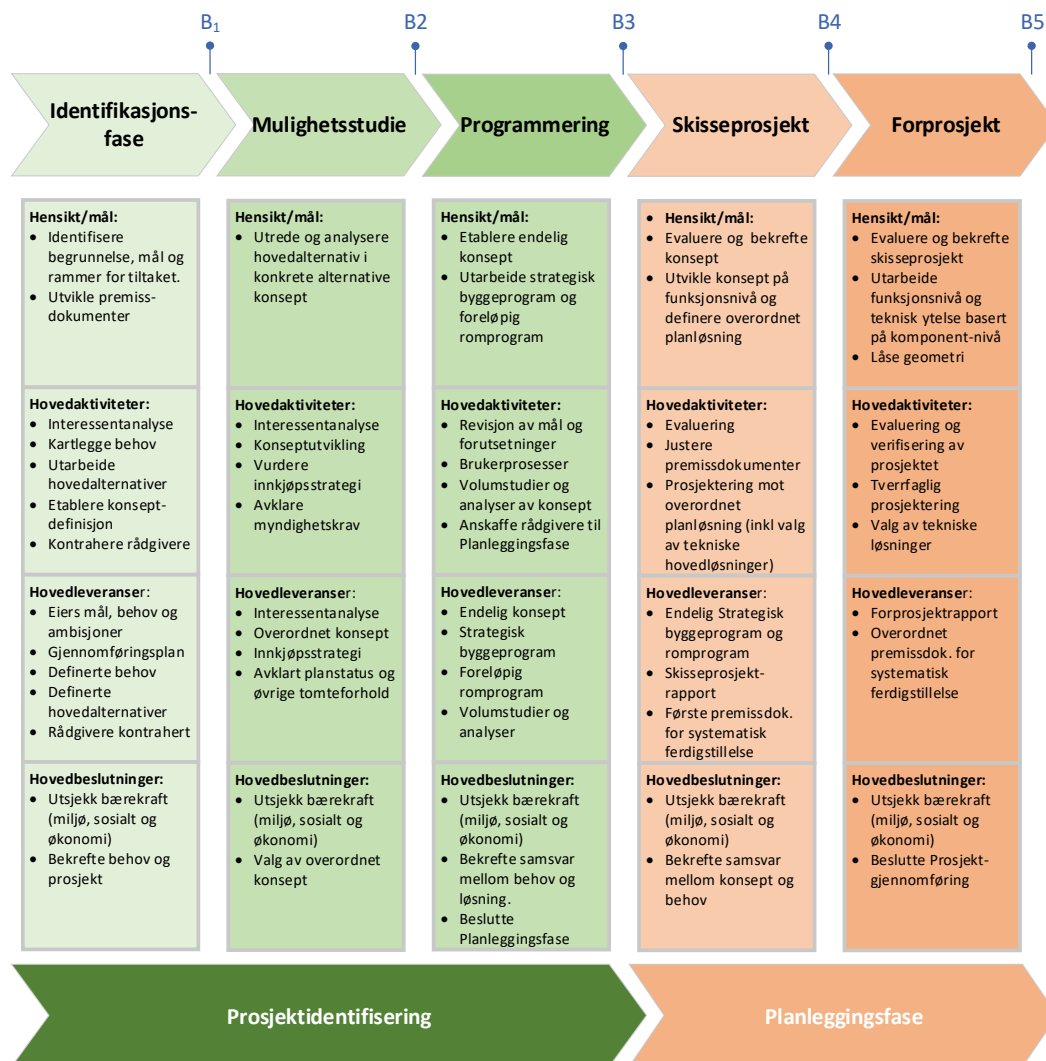 B1
B2
B3
B4
B5
Identifikasjons-
fase
Mulighetsstudie
Programmering
Skisseprosjekt
Forprosjekt
Hensikt/mål:
• Identifisere
begrunnelse, mål og
rammer for tiltaket.
• Utvikle premiss-
dokumenter
Hensikt/mål:
• Utrede og analysere
hovedalternativ i
konkrete alternative
konsept
Hensikt/mål:
• Etablere endelig
konsept
• Utarbeide strategisk
byggeprogram og
foreløpig
romprogram
• Hensikt/mål:
• Evaluere og bekrefte
konsept
• Utvikle konsept på
funksjonsnivå og
definere overordnet
planløsning
Hensikt/mål:
• Evaluere og bekrefte
skisseprosjekt
• Utarbeide
funksjonsnivå og
teknisk ytelse basert
på komponent-nivå
• Låse geometri
Hovedaktiviteter:
• Interessentanalyse
• Kartlegge behov
• Utarbeide
hovedalternativer
• Etablere konsept-
definisjon
• Kontrahere rådgivere
Hovedaktiviteter:
• Interessentanalyse
• Konseptutvikling
• Vurdere
innkjøpsstrategi
• Avklare
myndighetskrav
Hovedaktiviteter:
• Revisjon av mål og
forutsetninger
• Brukerprosesser
• Volumstudier og
analyser av konsept
• Anskaffe rådgivere til
Planleggingsfase
Hovedaktiviteter:
• Evaluering
• Justere
premissdokumenter
• Prosjektering mot
overordnet
planløsning (inkl valg
av tekniske
hovedløsninger)
Hovedaktiviteter:
• Evaluering og
verifisering av
prosjektet
• Tverrfaglig
prosjektering
• Valg av tekniske
løsninger
Hovedleveranser:
• Eiers mål, behov og
ambisjoner
• Gjennomføringsplan
• Definerte behov
• Definerte
hovedalternativer
• Rådgivere kontrahert
Hovedleveranser:
• Interessentanalyse
• Overordnet konsept
• Innkjøpsstrategi
• Avklart planstatus og
øvrige tomteforhold
Hovedleveranser:
• Endelig konsept
• Strategisk
byggeprogram
• Foreløpig
romprogram
• Volumstudier og
analyser
Hovedleveranser:
• Endelig Strategisk
byggeprogram og
romprogram
• Skisseprosjekt-
rapport
• Første premissdok.
for systematisk
ferdigstillelse
Hovedleveranser:
• Forprosjektrapport
• Overordnet
premissdok. for
systematisk
ferdigstillelse
Hovedbeslutninger:
• Utsjekk bærekraft
(miljø, sosialt og
økonomi)
• Bekrefte behov og
prosjekt
Hovedbeslutninger:
• Utsjekk bærekraft
(miljø, sosialt og
økonomi)
• Valg av overordnet
konsept
Hovedbeslutninger:
• Utsjekk bærekraft
(miljø, sosialt og
økonomi)
• Bekrefte samsvar
mellom behov og
løsning.
• Beslutte
Planleggingsfase
Hovedbeslutninger:
• Utsjekk bærekraft
(miljø, sosialt og
økonomi)
• Bekrefte samsvar
mellom konsept og
behov
Hovedbeslutninger:
• Utsjekk bærekraft
(miljø, sosialt og
økonomi)
• Beslutte Prosjekt-
gjennomføring
Prosjektidentifisering
Planleggingsfase